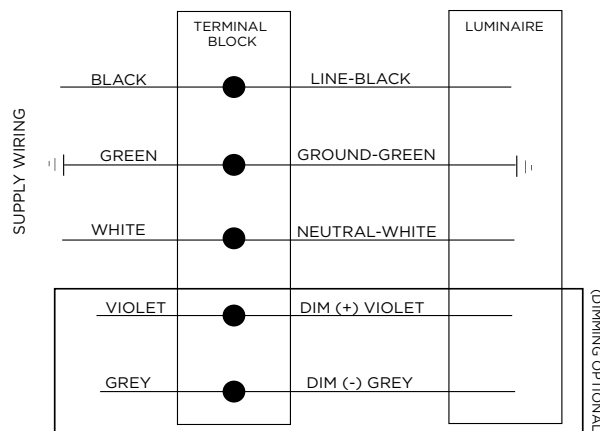 TERMINAL
BLOCK
LUMINAIRE
SUPPLY WIRING
BLACK
LINE-BLACK
GREEN
GROUND-GREEN
WHITE
NEUTRAL-WHITE
VIOLET
DIM (+) VIOLET
GREY
DIM (-) GREY
(DIMMING OPTIONAL